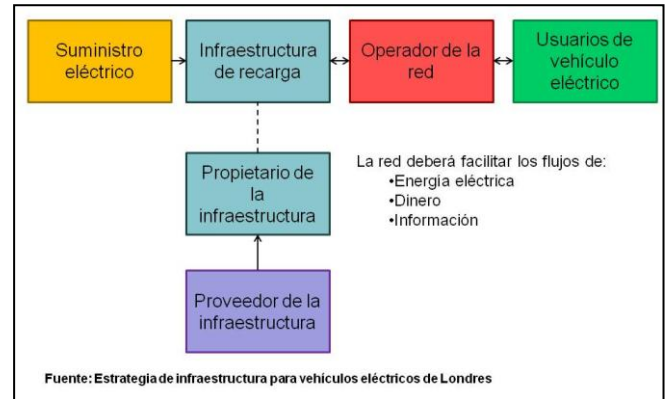 Suministro
eléctrico
Infraestructura
de recarga
Operador de la
red
Usuarios de
vehículo
eléctrico
Propietario de
la
infraestructura
La red deberá facilitar los flujos de:
•Energía eléctrica
•Dinero
•Información
Proveedor de la
infraestructura
Fuente: Estrategia de infraestructura para vehículos eléctricos de Londres